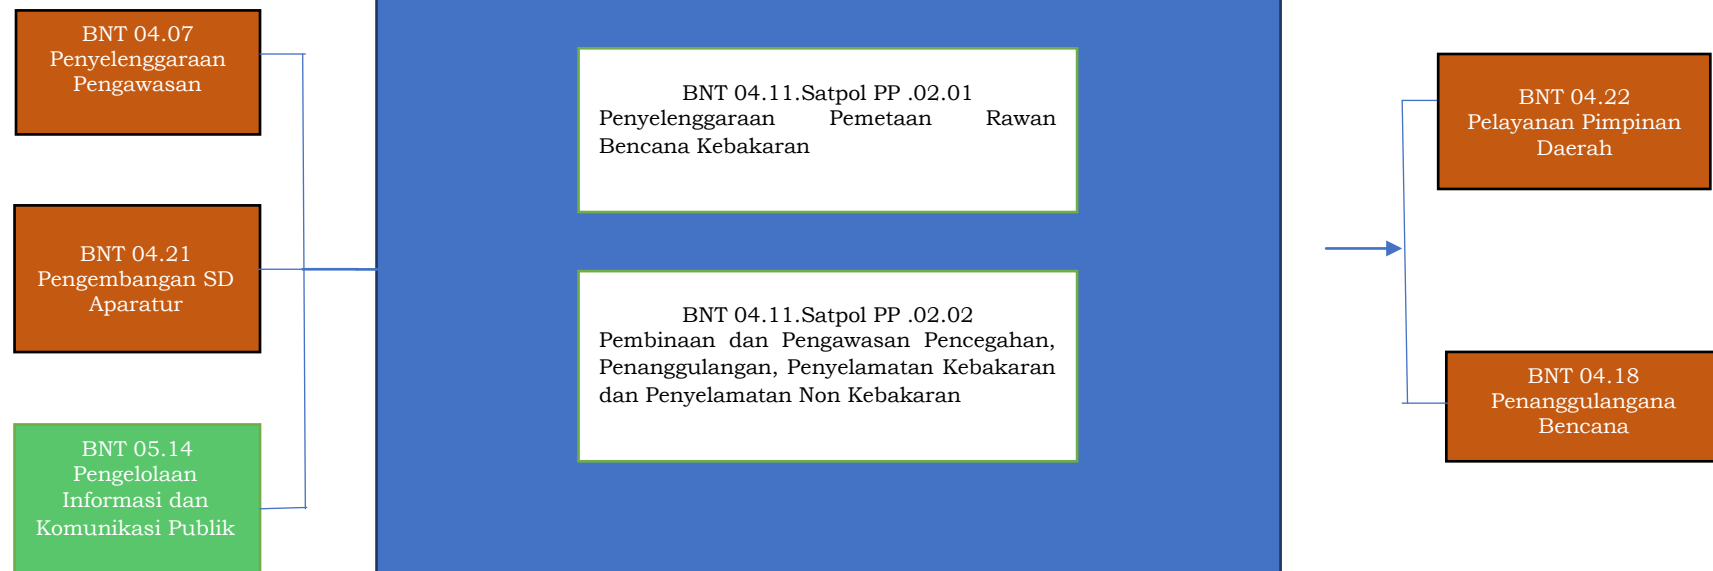 BNT 04.07
Penyelenggaraan
Pengawasan
BNT 04.21
Pengembangan SD
Aparatur
BNT 05.14
Pengelolaan
Informasi dan
Komunikasi Publik
BNT 04.11.Satpol PP .02.01
Penyelenggaraan Pemetaan Rawan
Bencana Kebakaran
BNT 04.11.Satpol PP .02.02
Pembinaan dan Pengawasan Pencegahan,
Penanggulangan, Penyelamatan Kebakaran
dan Penyelamatan Non Kebakaran
BNT 04.22
Pelayanan Pimpinan
Daerah
BNT 04.18
Penanggulangana
Bencana